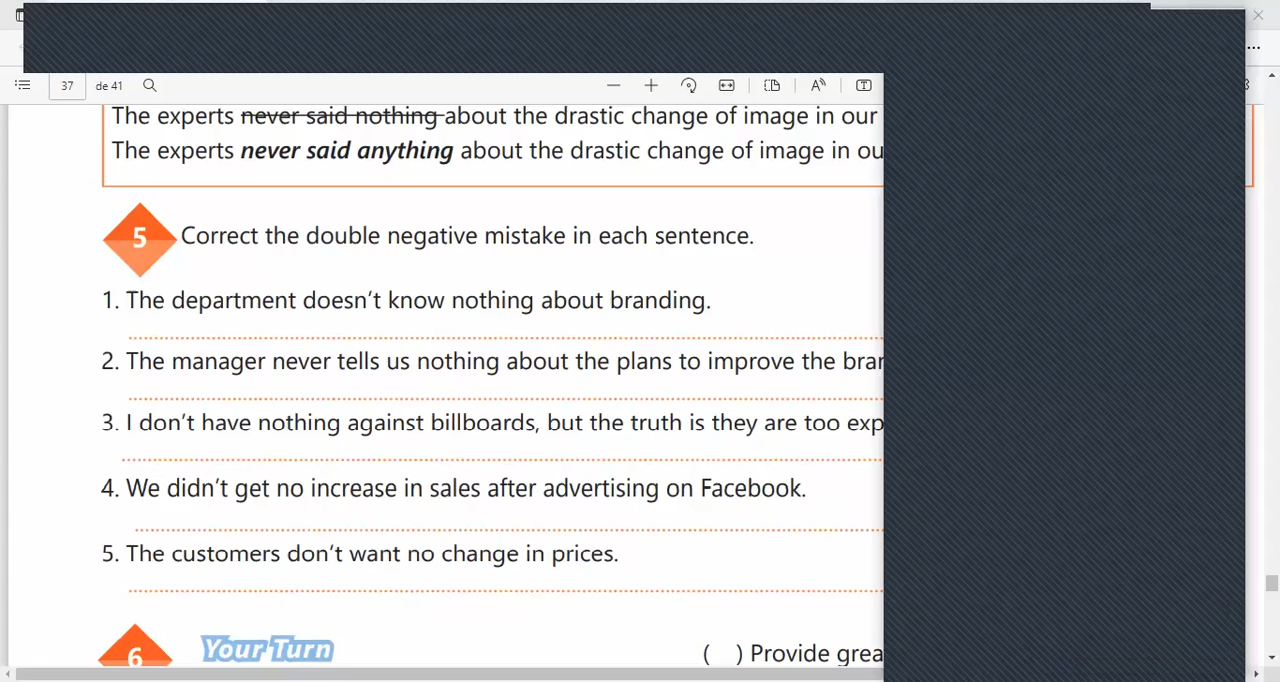 37 de 41
The experts never said nothing about the drastic change of image in our
The experts never said anything about the drastic change of image in
5 Correct the double negative mistake in each sentence.
1. The department doesn't know nothing about branding.
2. The manager never tells us nothing about the plans to improve the
3. I don't have nothing against billboards, but the truth is they are too
4. We didn't get no increase in sales after advertising on Facebook.
5. The customers don't want no change in prices.
6 Your Turn
( ) Provide